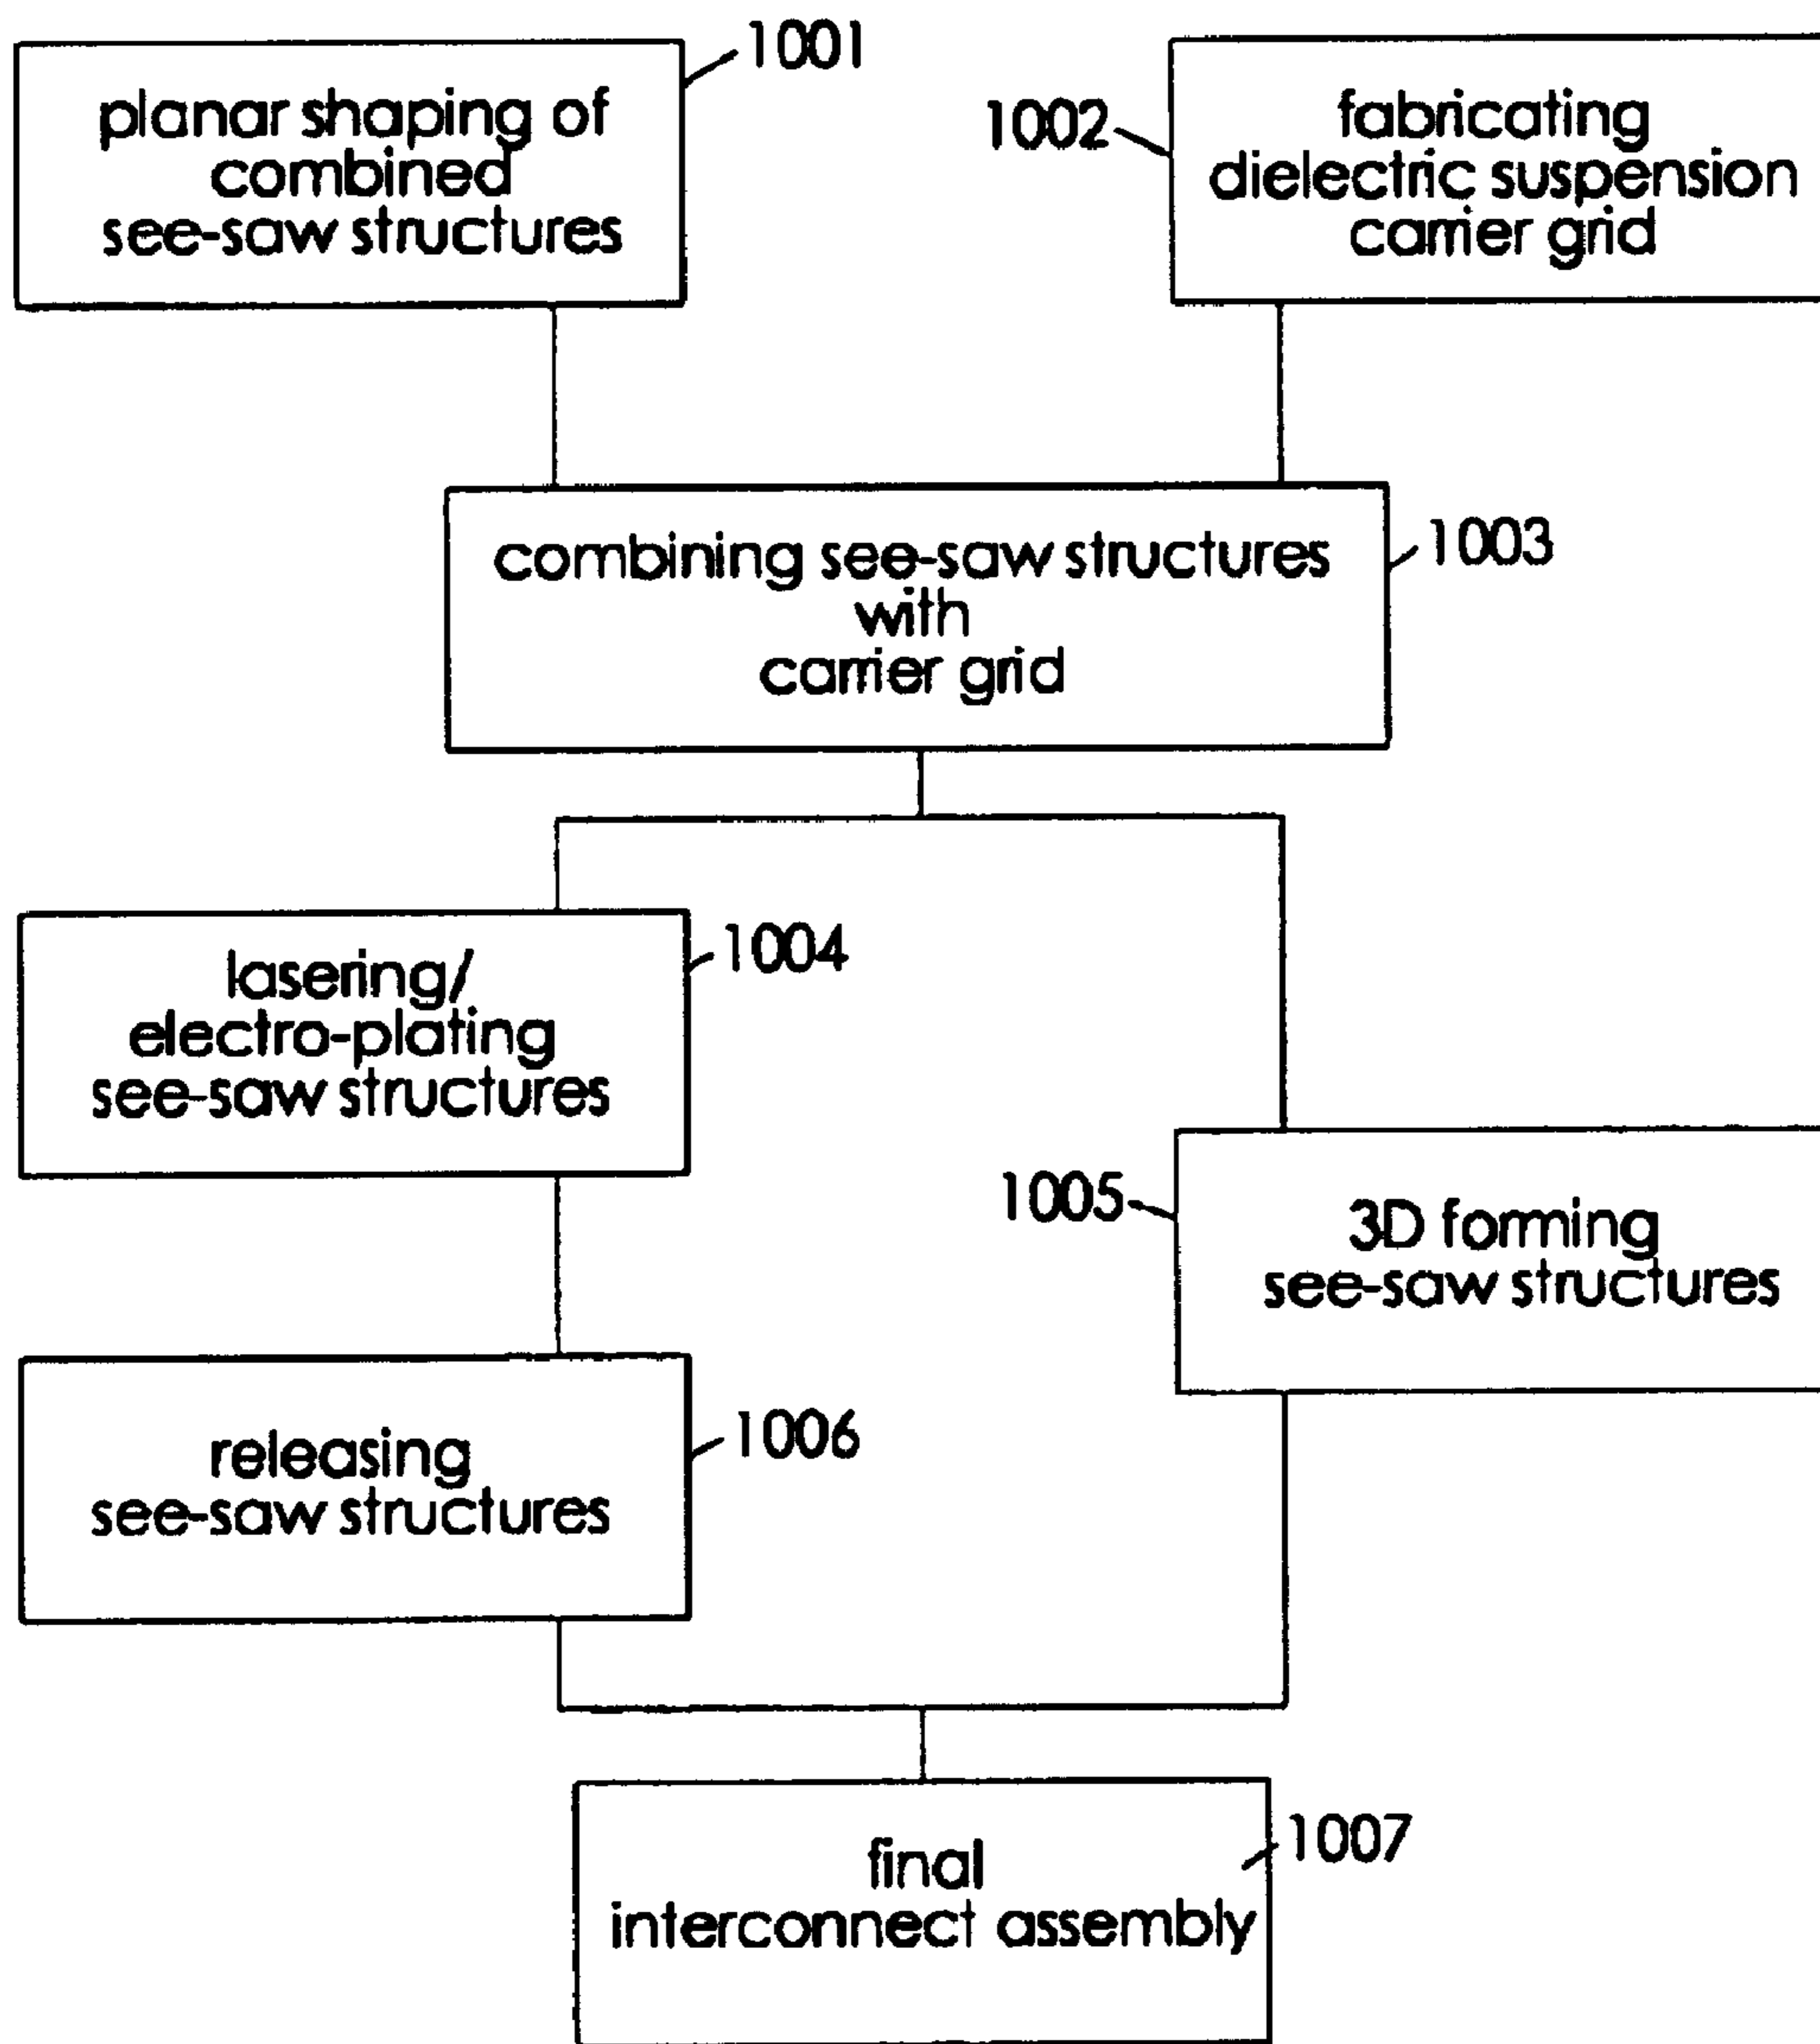 planar shaping of
combined
see-saw structures
1001
1002
fabricating
dielectric suspension
carrier grid
combining see-saw structures
with
carrier grid
1003
lasering/
electro-plating
see-saw structures
1004
1005
3D forming
see-saw structures
releasing
see-saw structures
1006
final
interconnect assembly
1007